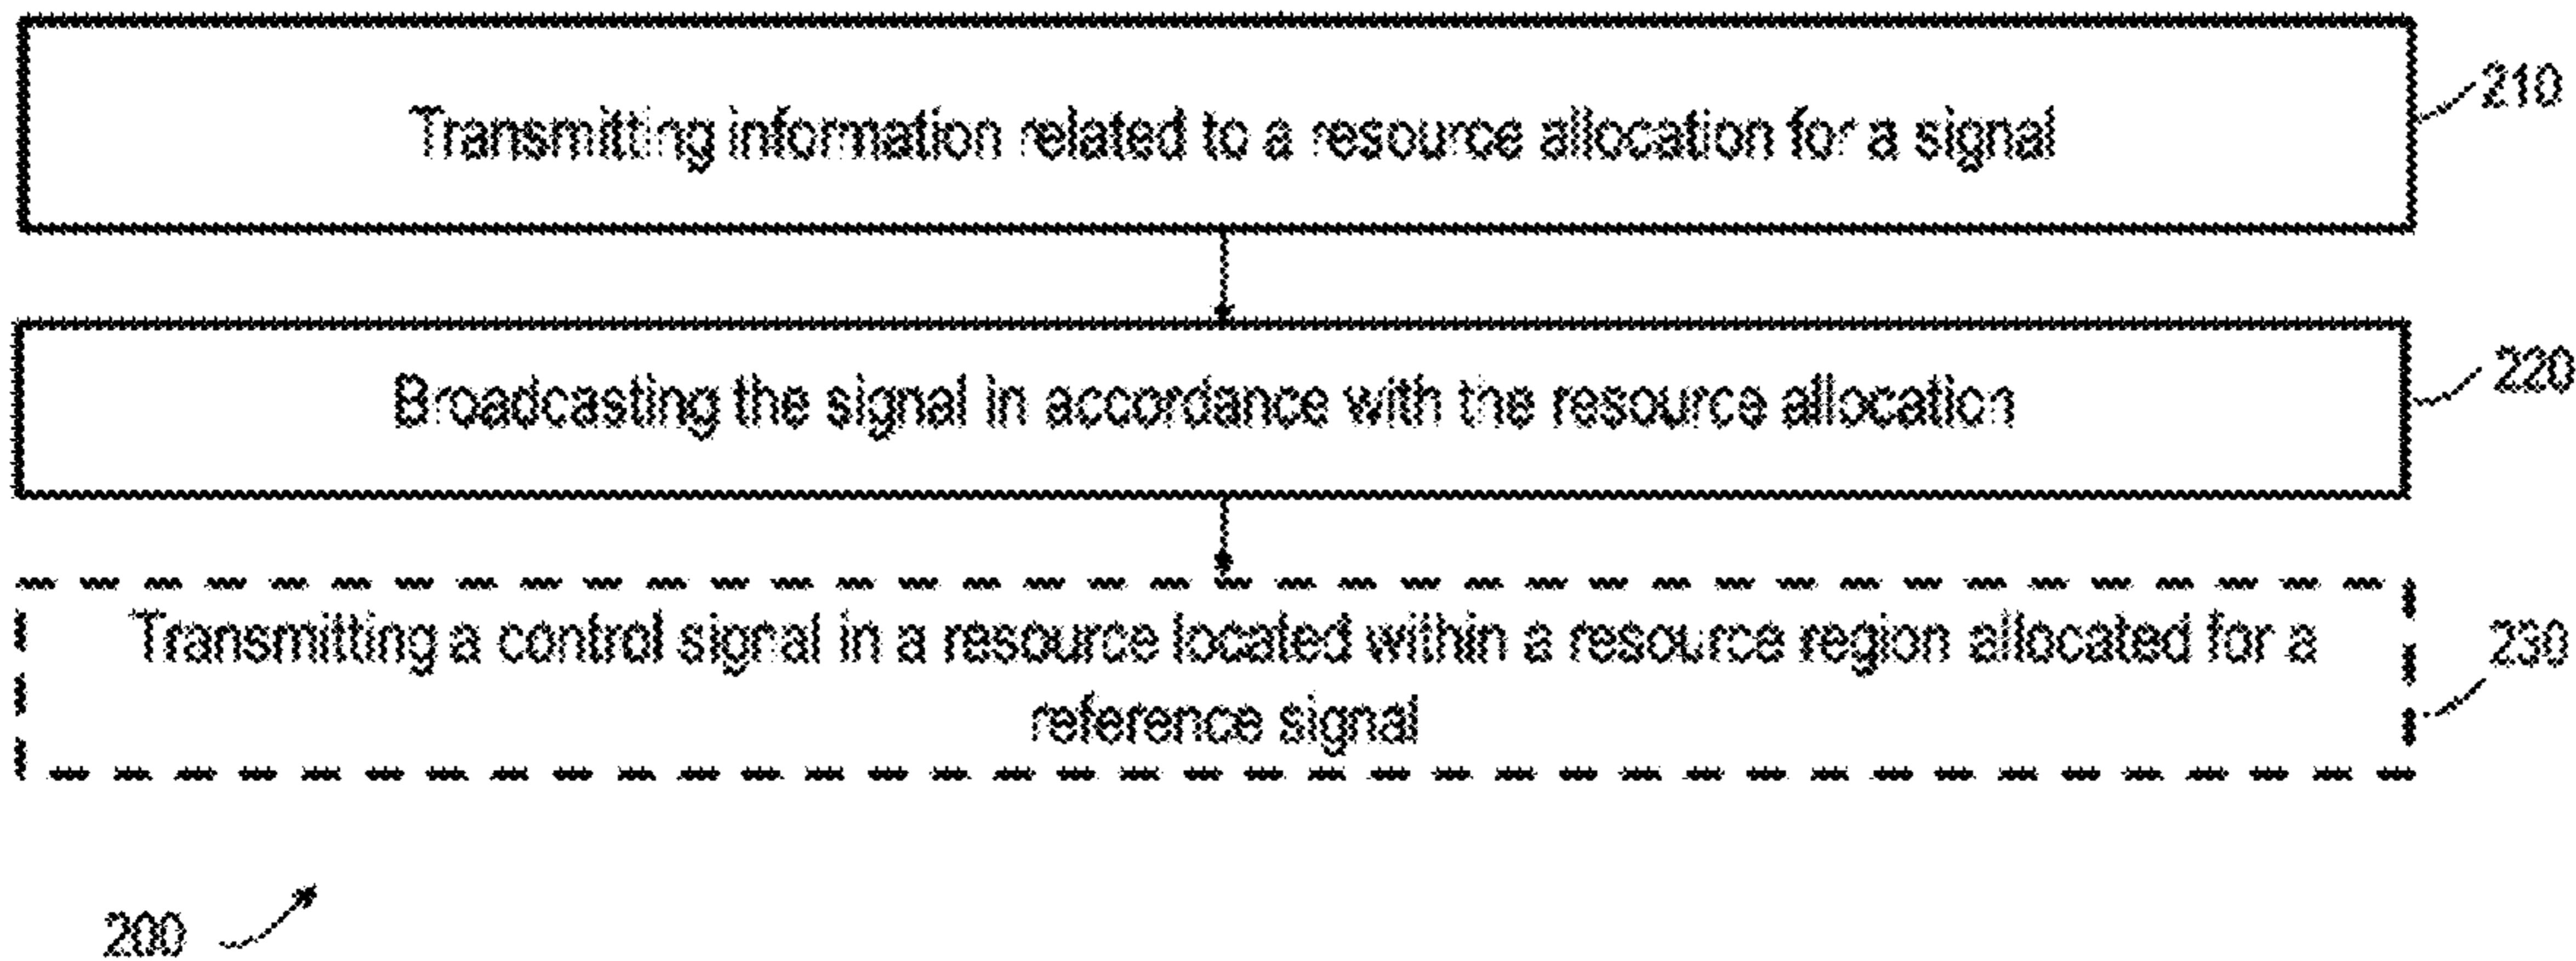 Transmitting information related to a resource allocation for a signal
210
Broadcasting the signal in accordance with the resource allocation
220
Transmitting a control signal in a resource located within a resource region allocated for a
reference signal
230
200